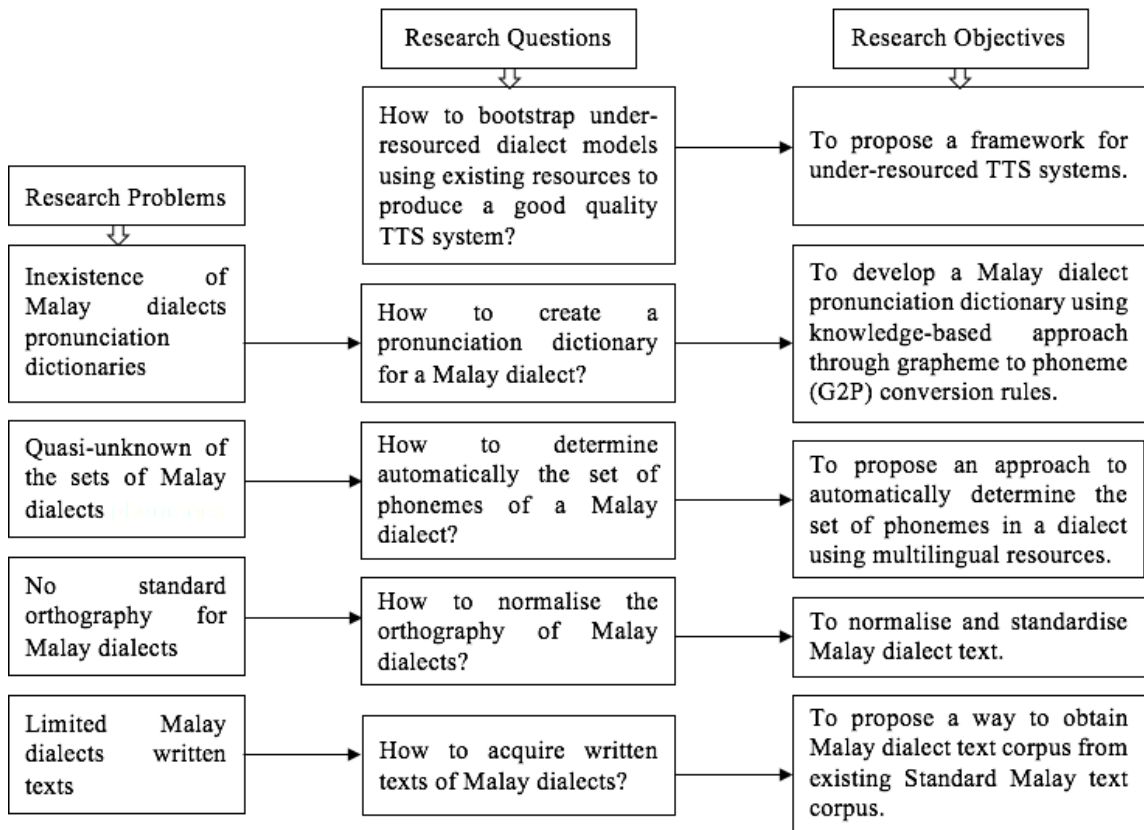 Research Questions
Research Objectives
How to bootstrap under-
resourced dialect models
using existing resources to
produce a good quality
TTS system?
To propose a framework for
under-resourced TTS systems.
Research Problems
Inexistence of
Malay dialects
pronunciation
dictionaries
How to create a
pronunciation dictionary
for a Malay dialect?
To develop a Malay dialect
pronunciation dictionary using
knowledge-based approach
through grapheme to phoneme
(G2P) conversion rules.
Quasi-unknown of
the sets of Malay
dialects
How to determine
automatically the set of
phonemes of a Malay
dialect?
To propose an approach to
automatically determine the
set of phonemes in a dialect
using multilingual resources.
No standard
orthography for
Malay dialects
How to normalise the
orthography of Malay
dialects?
To normalise and standardise
Malay dialect text.
Limited Malay
dialects written
texts
How to acquire written
texts of Malay dialects?
To propose a way to obtain
Malay dialect text corpus from
existing Standard Malay text
corpus.